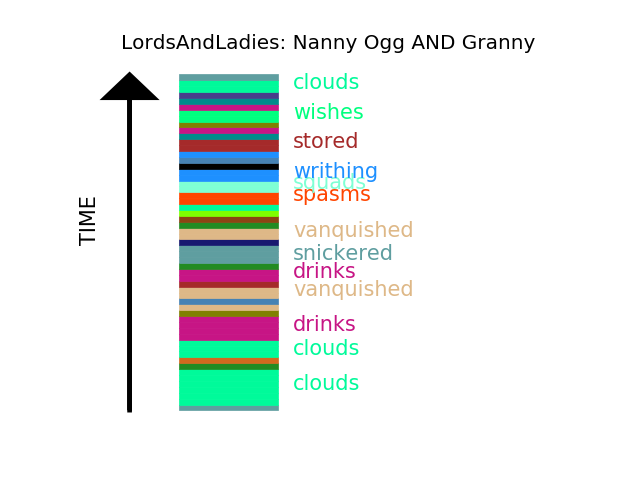 LordsAndLadies: Nanny Ogg AND Granny
clouds
wishes
stored
writhing
squads
spasms
vanquished
snickered
drinks
vanquished
drinks
clouds
clouds
TIME